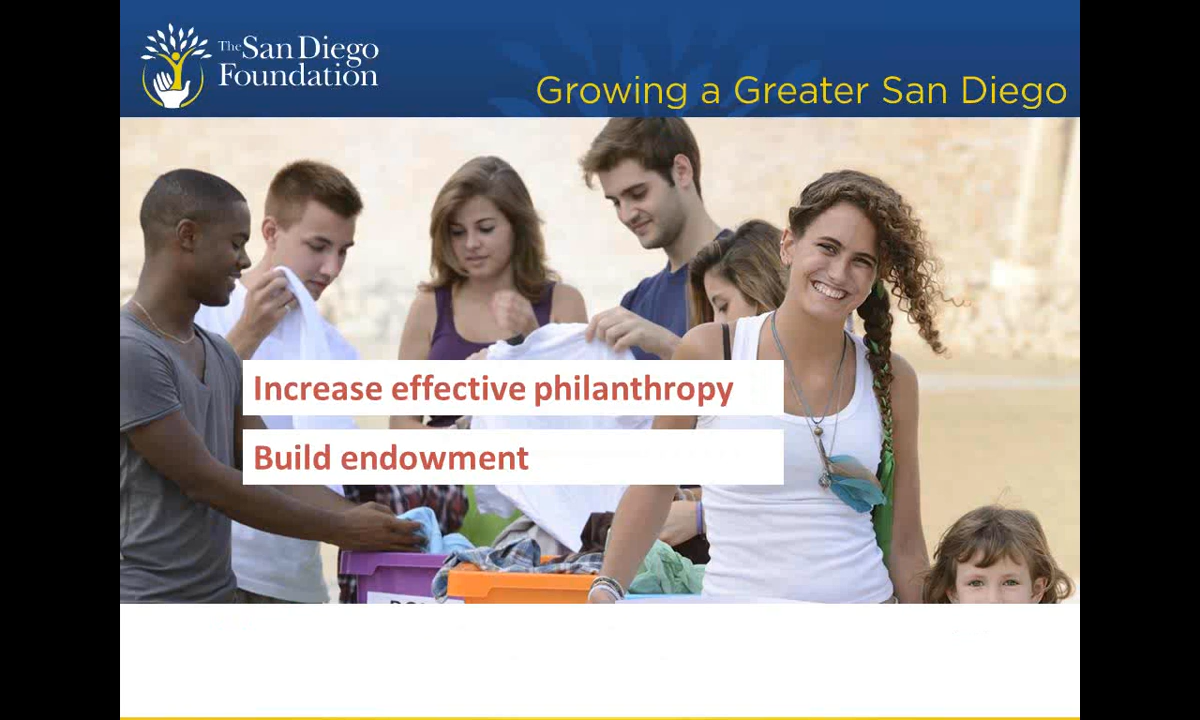 The San Diego
Foundation
Growing a Greater San Diego
Increase effective philanthropy
Build endowment